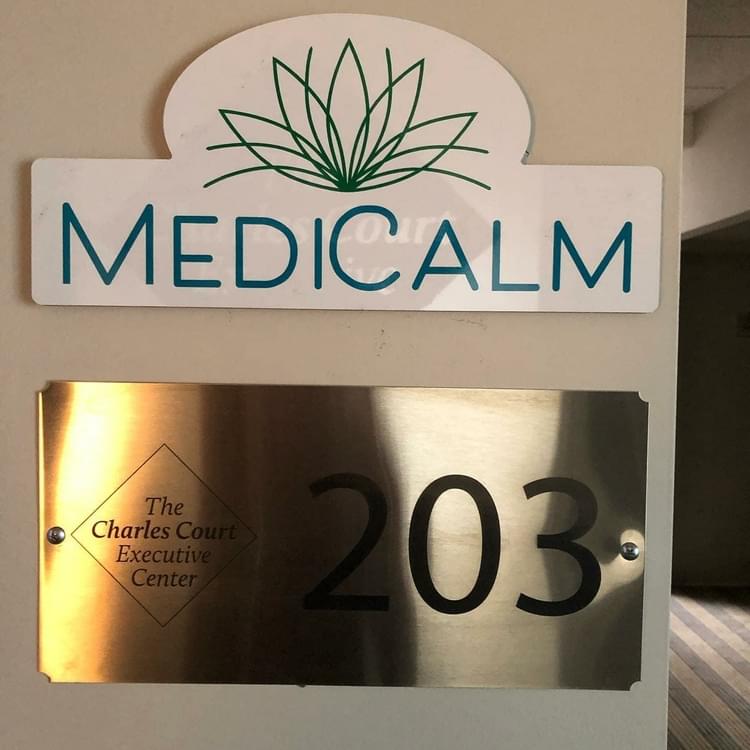 MEDICALM
The
Charles Court
Executive
Center
203